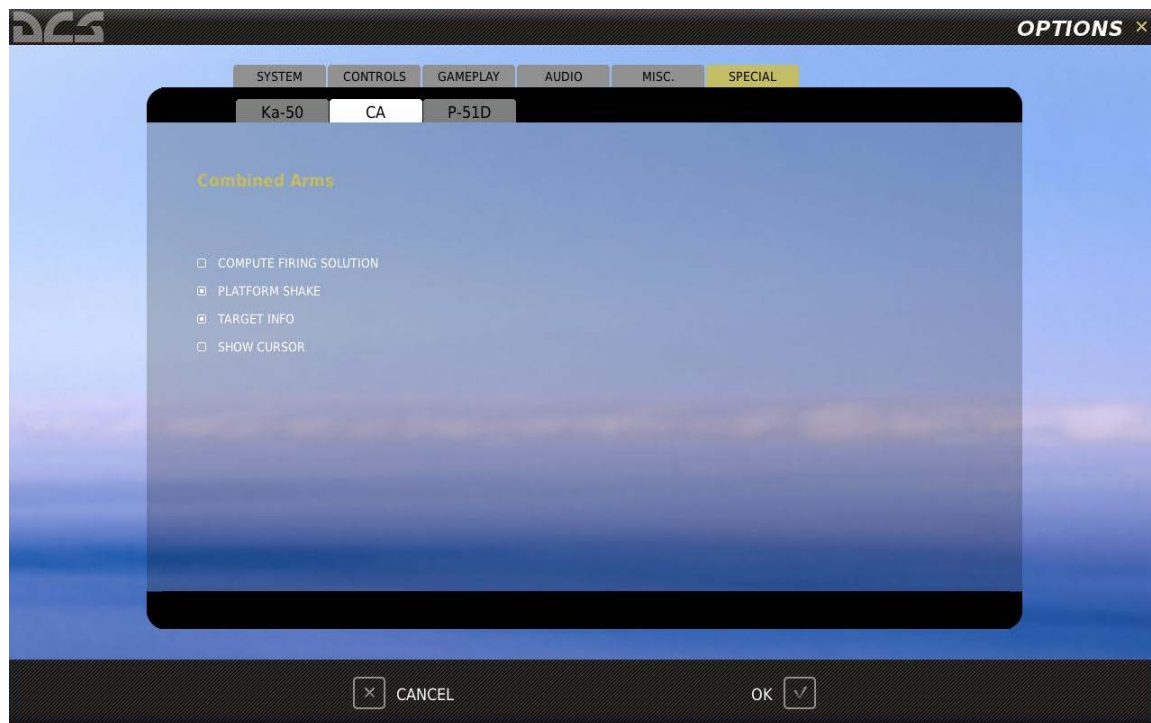 DCS OPTIONS
SYSTEM CONTROLS GAMEPLAY AUDIO MISC. SPECIAL
Ka-50 CA P-51D
Combined Arms
COMPUTE FIRING SOLUTION
PLATFORM SHAKE
TARGET INFO
SHOW CURSOR
CANCEL OK